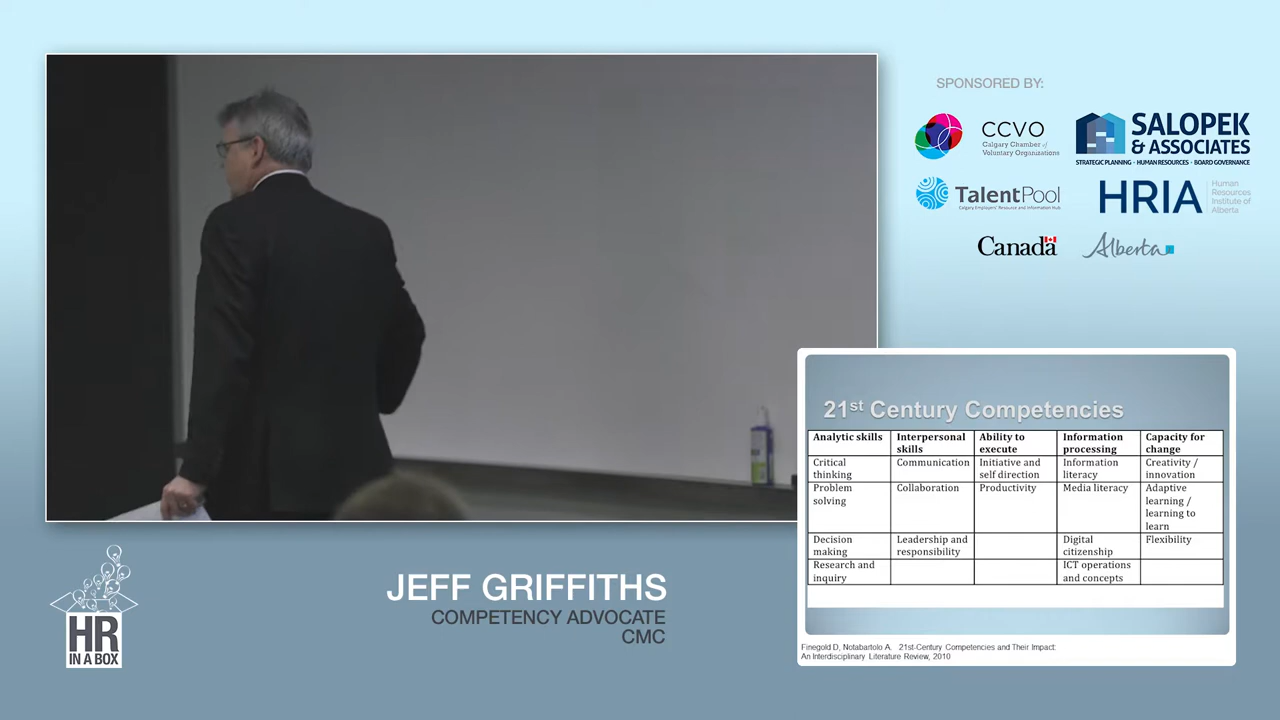 SPONSORED BY:
CCVO
Calgary Chamber of
Voluntary Organizations
SALOPEK
& ASSOCIATES
STRATEGIC PLANNING · HUMAN RESOURCES · BOARD GOVERNANCE
TalentPool
Calgary Employers' Resource and Information Hub
HRIA
Human
Resources
Institute of
Alberta
Canada
Alberta
21st Century Competencies
Analytic skills
Interpersonal
skills
Ability to
execute
Information
processing
Capacity for
change
Critical
thinking
Communication
Initiative and
self direction
Information
literacy
Creativity /
innovation
Problem
solving
Collaboration
Productivity
Media literacy
Adaptive
learning /
learning to
learn
Decision
making
Leadership and
responsibility
Digital
citizenship
Flexibility
Research and
inquiry
ICT operations
and concepts
Finegold D, Notabartolo A. 21st-Century Competencies and Their Impact:
An Interdisciplinary Literature Review, 2010
JEFF GRIFFITHS
COMPETENCY ADVOCATE
CMC
HR
IN A BOX